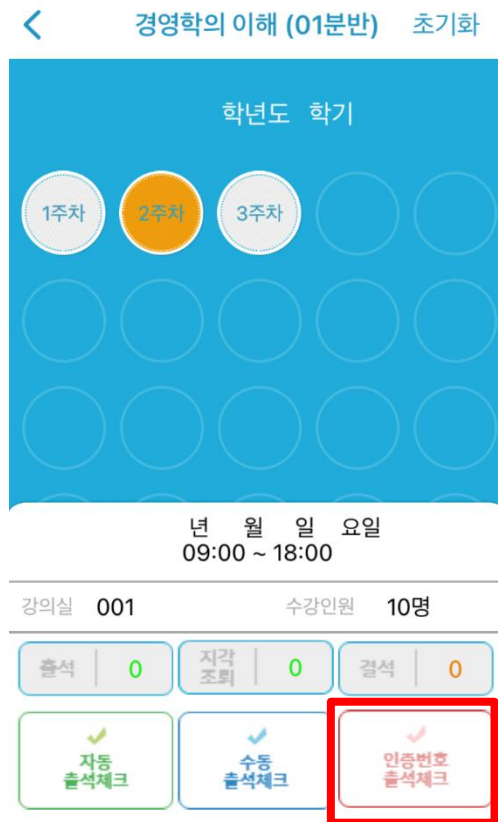 경영학의 이해 (01분반) 초기화
학년도 학기
1주차 2주차 3주차
년 월 일 요일
09:00 ~ 18:00
강의실 001 수강인원 10명
출석 0 지각 0 결석 0
조퇴
자동 수동 인증번호
출석체크 출석체크 출석체크